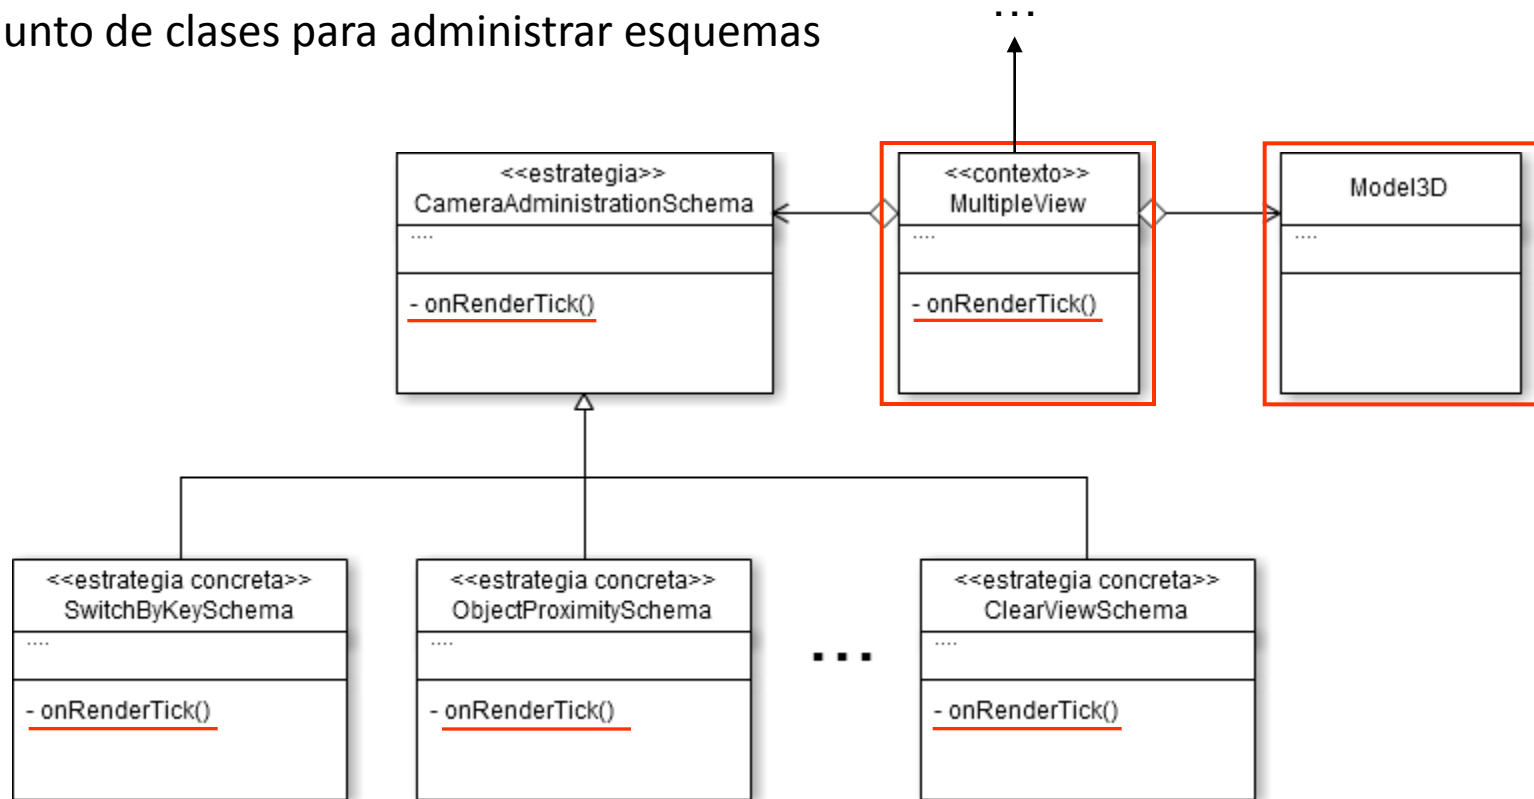 ...
unto de clases para administrar esquemas
<<estrategia>>
CameraAdministrationSchema
....
- onRenderTick()
<<contexto>>
MultipleView
....
- onRenderTick()
Model3D
....
<<estrategia concreta>>
SwitchByKeySchema
....
- onRenderTick()
<<estrategia concreta>>
ObjectProximitySchema
....
- onRenderTick()
...
<<estrategia concreta>>
ClearViewSchema
....
- onRenderTick()